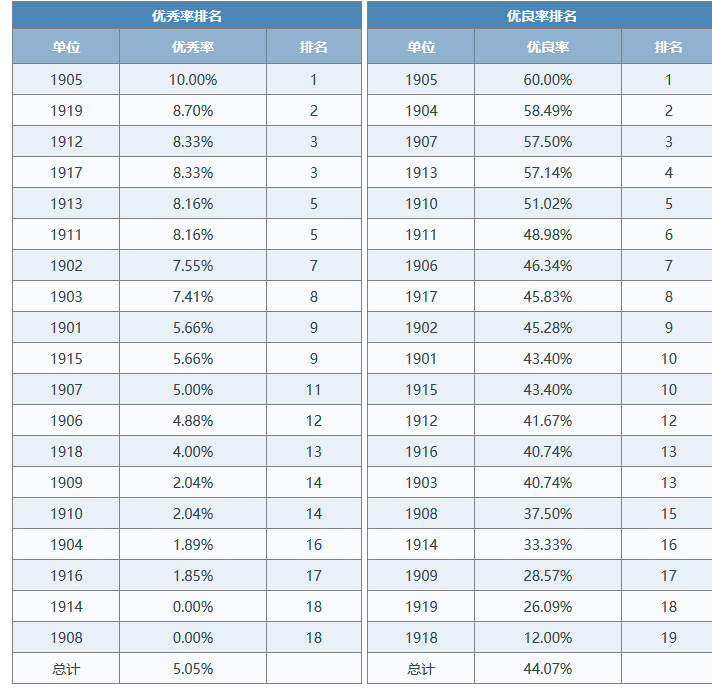 优秀率排名
单位 优秀率 排名
1905 10.00% 1
1919 8.70% 2
1912 8.33% 3
1917 8.33% 3
1913 8.16% 5
1911 8.16% 5
1902 7.55% 7
1903 7.41% 8
1901 5.66% 9
1915 5.66% 9
1907 5.00% 11
1906 4.88% 12
1918 4.00% 13
1909 2.04% 14
1910 2.04% 14
1904 1.89% 16
1916 1.85% 17
1914 0.00% 18
1908 0.00% 18
总计 5.05%
优良率排名
单位 优良率 排名
1905 60.00% 1
1904 58.49% 2
1907 57.50% 3
1913 57.14% 4
1910 51.02% 5
1911 48.98% 6
1906 46.34% 7
1917 45.83% 8
1902 45.28% 9
1901 43.40% 10
1915 43.40% 10
1912 41.67% 12
1916 40.74% 13
1903 40.74% 13
1908 37.50% 15
1914 33.33% 16
1909 28.57% 17
1919 26.09% 18
1918 12.00% 19
总计 44.07%